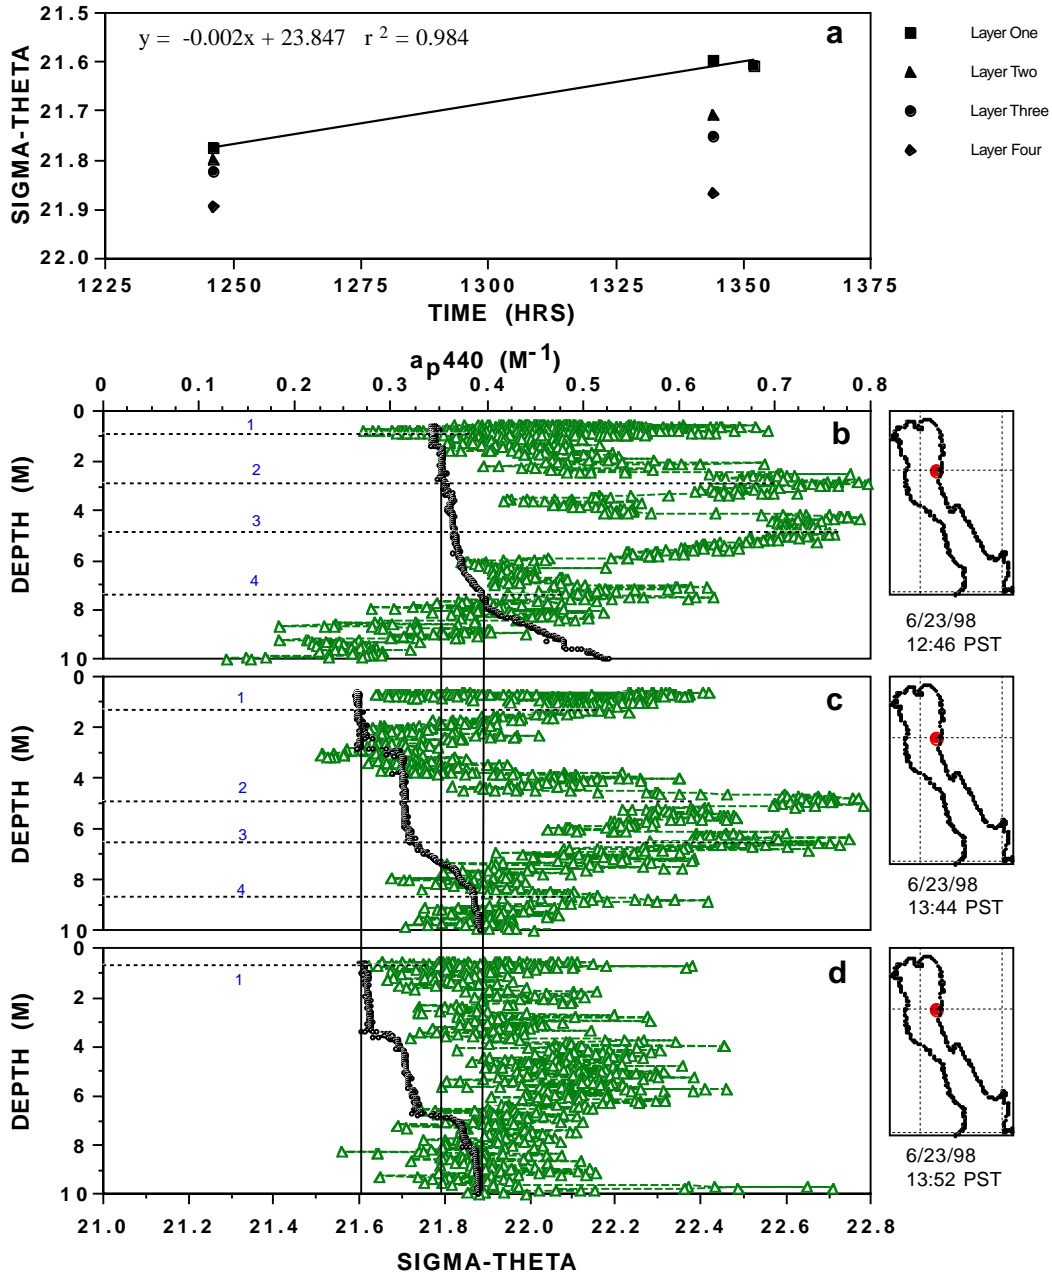 y = -0.002x + 23.847 r 2 = 0.984
a
21.5
21.6
21.7
21.8
21.9
22.0
SIGMA-THETA
1225
1250
1275
1300
1325
1350
1375
TIME (HRS)
Layer One
Layer Two
Layer Three
Layer Four
ap440 (M-1)
0 0.1 0.2 0.3 0.4 0.5 0.6 0.7 0.8
b
0
2
4
6
8
10
DEPTH (M)
1
2
3
4
6/23/98
12:46 PST
c
0
2
4
6
8
10
DEPTH (M)
1
2
3
4
6/23/98
13:44 PST
d
0
2
4
6
8
10
DEPTH (M)
1
6/23/98
13:52 PST
21.0 21.2 21.4 21.6 21.8 22.0 22.2 22.4 22.6 22.8
SIGMA-THETA